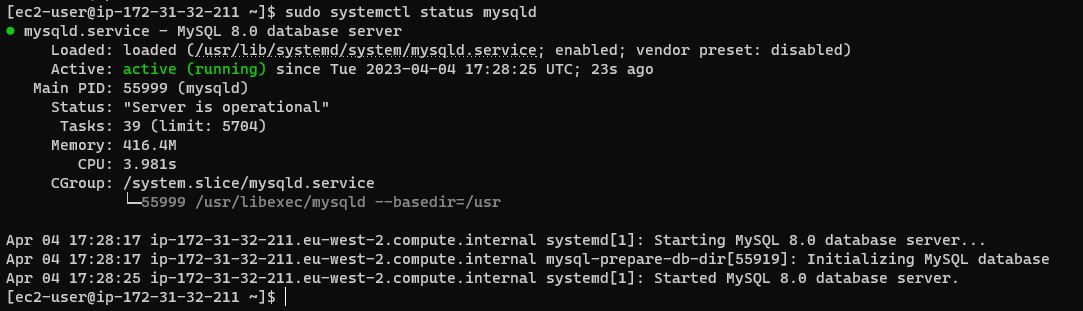 [ec2-user@ip-172-31-32-211 ~]$ sudo systemctl status mysqld
● mysqld.service - MySQL 8.0 database server
     Loaded: loaded (/usr/lib/systemd/system/mysqld.service; enabled; vendor preset: disabled)
     Active: active (running) since Tue 2023-04-04 17:28:25 UTC; 23s ago
   Main PID: 55999 (mysqld)
     Status: "Server is operational"
      Tasks: 39 (limit: 5704)
     Memory: 416.4M
        CPU: 3.981s
     CGroup: /system.slice/mysqld.service
             └─55999 /usr/libexec/mysqld --basedir=/usr
Apr 04 17:28:17 ip-172-31-32-211.eu-west-2.compute.internal systemd[1]: Starting MySQL 8.0 database server...
Apr 04 17:28:17 ip-172-31-32-211.eu-west-2.compute.internal mysql-prepare-db-dir[55919]: Initializing MySQL database
Apr 04 17:28:25 ip-172-31-32-211.eu-west-2.compute.internal systemd[1]: Started MySQL 8.0 database server.
[ec2-user@ip-172-31-32-211 ~]$